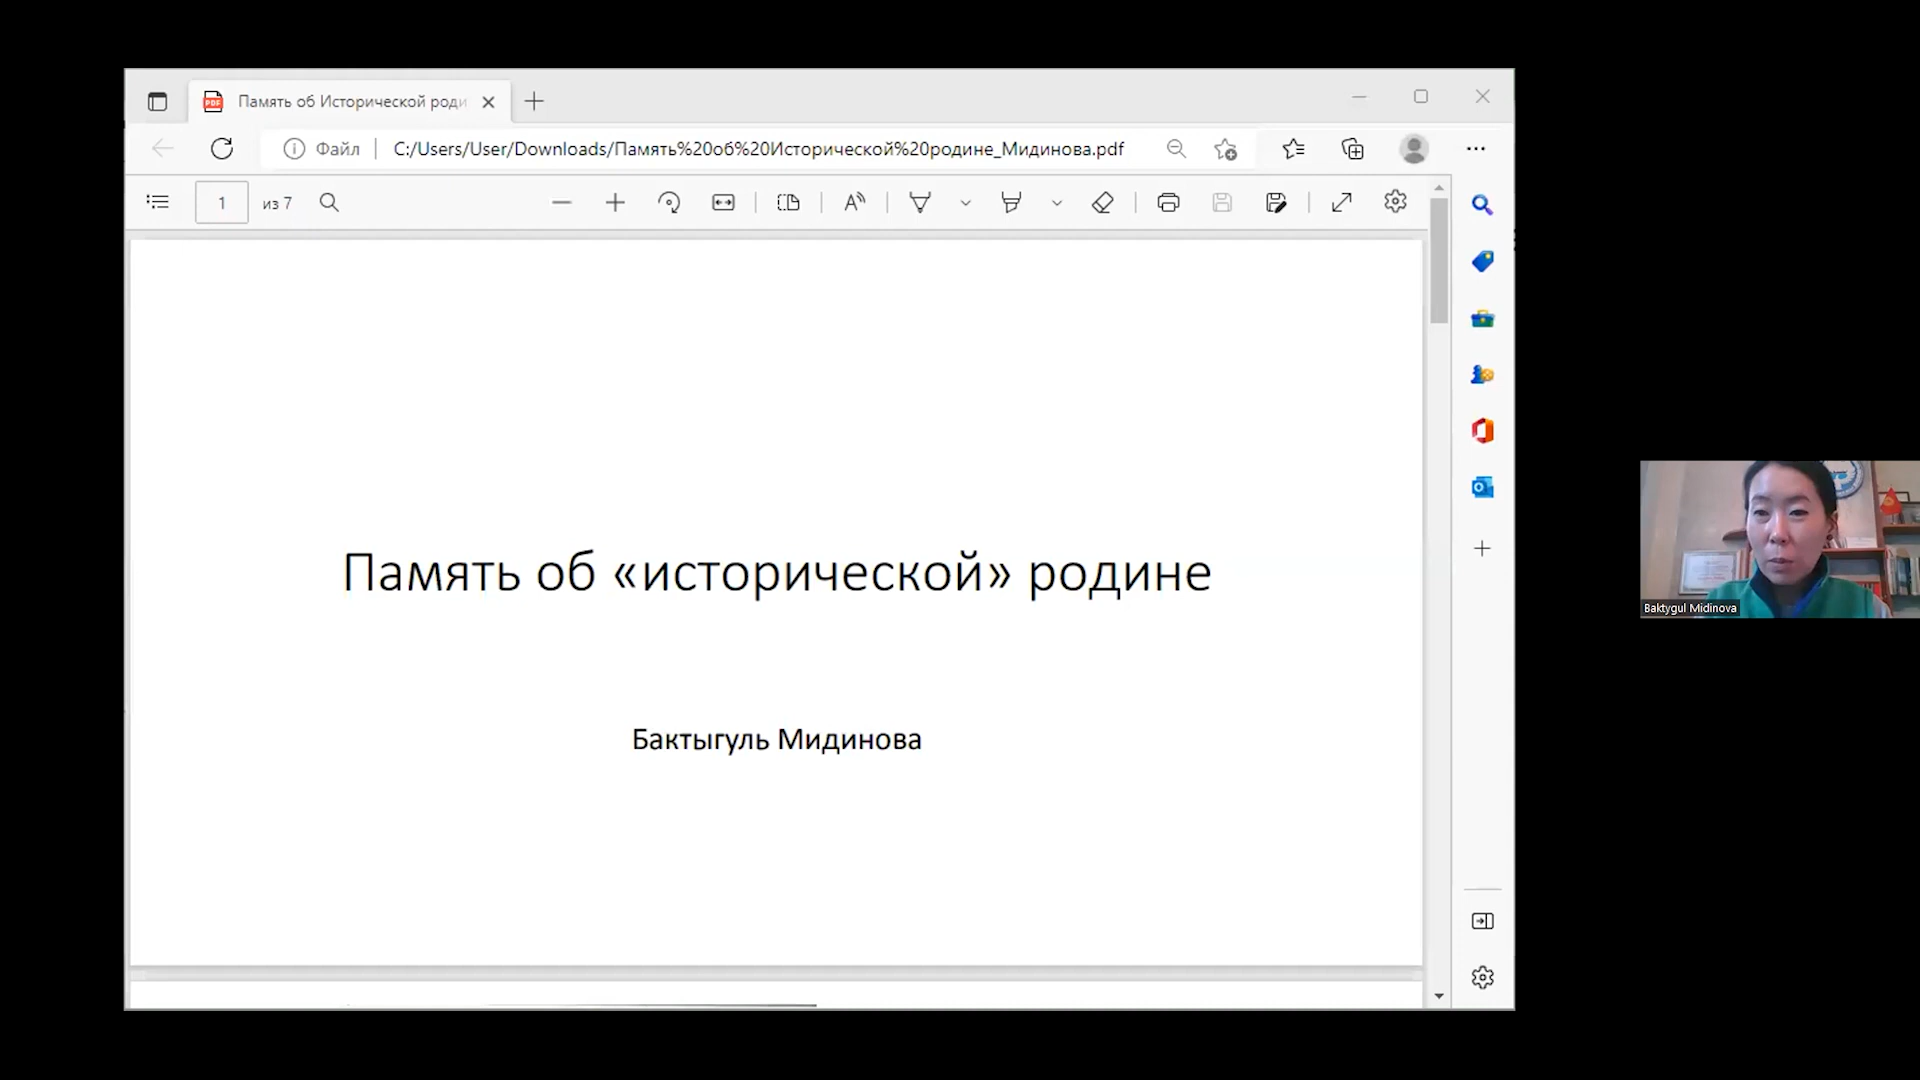 Память об Исторической роди
Файл
C:/Users/User/Downloads/Память%20об%20Исторической%20родине_Мидинова.pdf
1 из 7
Память об «исторической» родине
Бактыгуль Мидинова
Baktygul Midinova